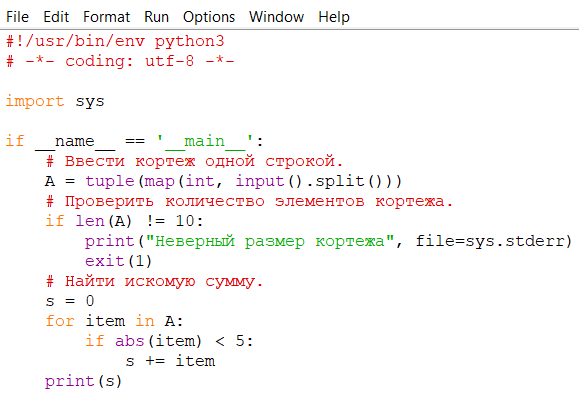 File Edit Format Run Options Window Help
#!/usr/bin/env python3
# -*- coding: utf-8 -*-
import sys
if __name__ == '__main__':
    # Ввести кортеж одной строкой.
    A = tuple(map(int, input().split()))
    # Проверить количество элементов кортежа.
    if len(A) != 10:
        print("Неверный размер кортежа", file=sys.stderr)
        exit(1)
    # Найти искомую сумму.
    s = 0
    for item in A:
        if abs(item) < 5:
            s += item
    print(s)